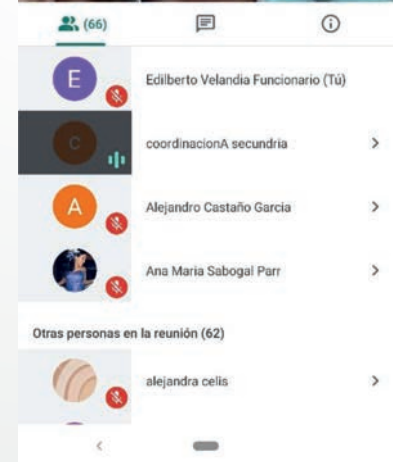 (66)
E
Edilberto Velandia Funcionario (Tú)
C
coordinacionA secundria
A
Alejandro Castaño Garcia
Ana Maria Sabogal Parr
Otras personas en la reunión (62)
alejandra celis